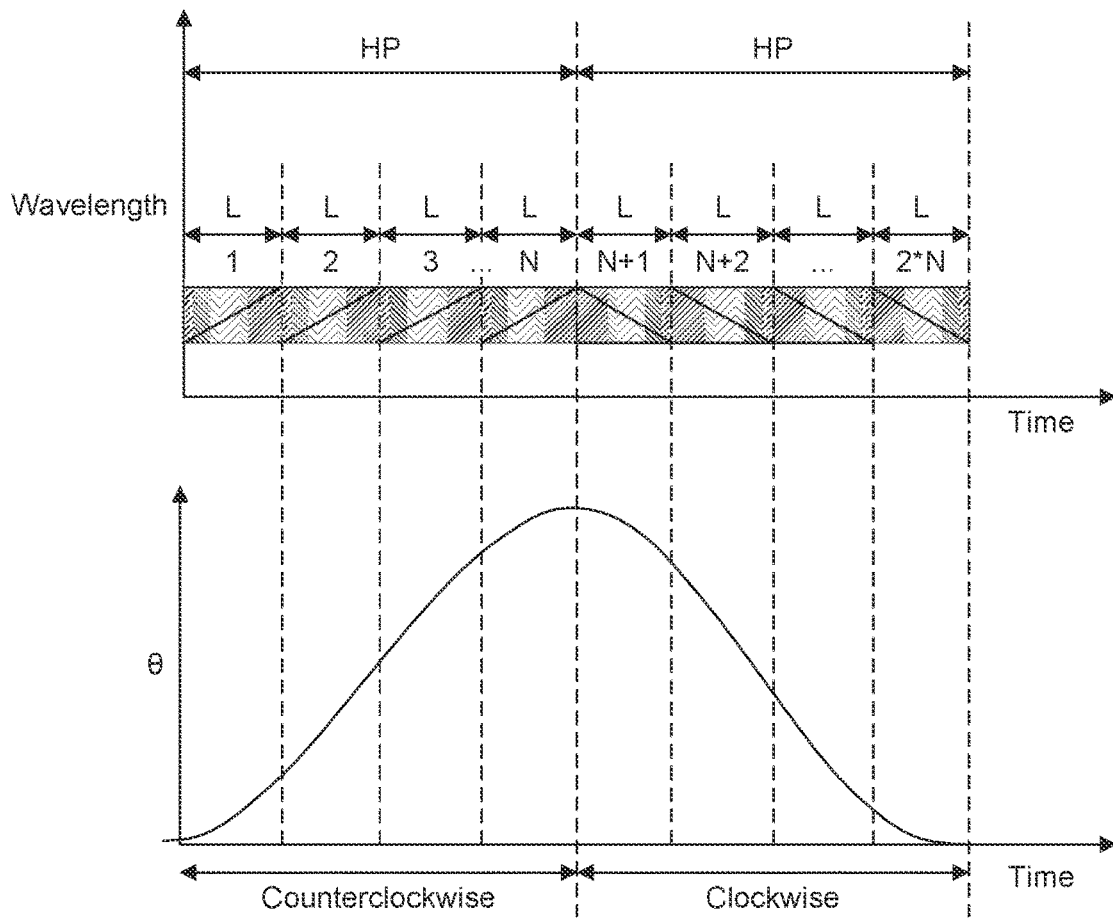 HP HP
Wavelength
L L L L L L L L
1 2 3 ... N N+1 N+2 ... 2*N
Time
θ
Time
Counterclockwise Clockwise